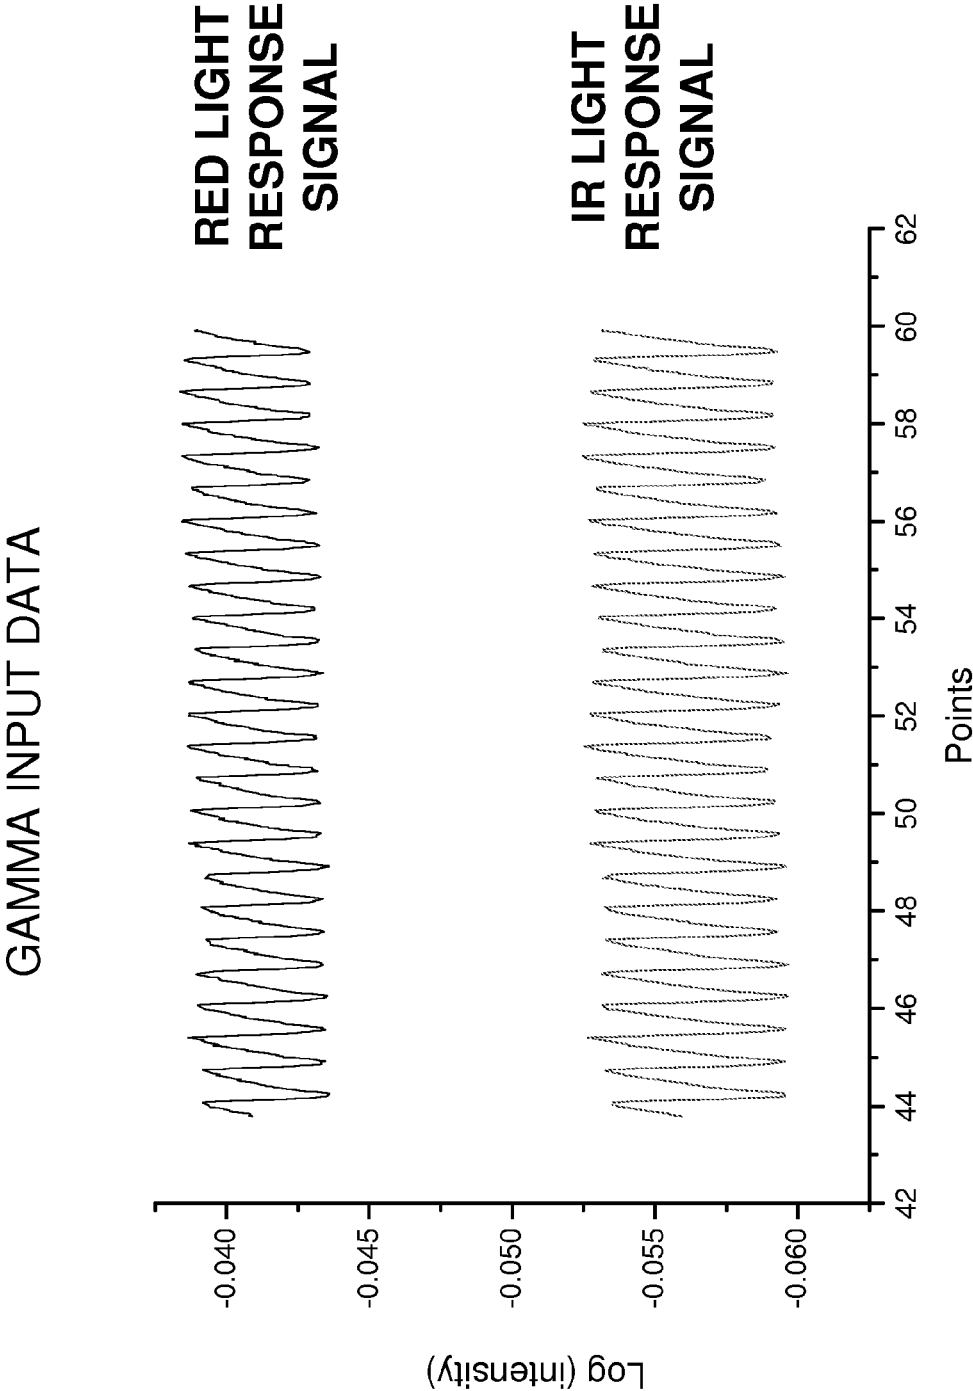 GAMMA INPUT DATA
RED LIGHT
RESPONSE
SIGNAL
IR LIGHT
RESPONSE
SIGNAL
-0.040
-0.045
-0.050
-0.055
-0.060
Log (intensity)
42
44
46
48
50
52
54
56
58
60
62
Points